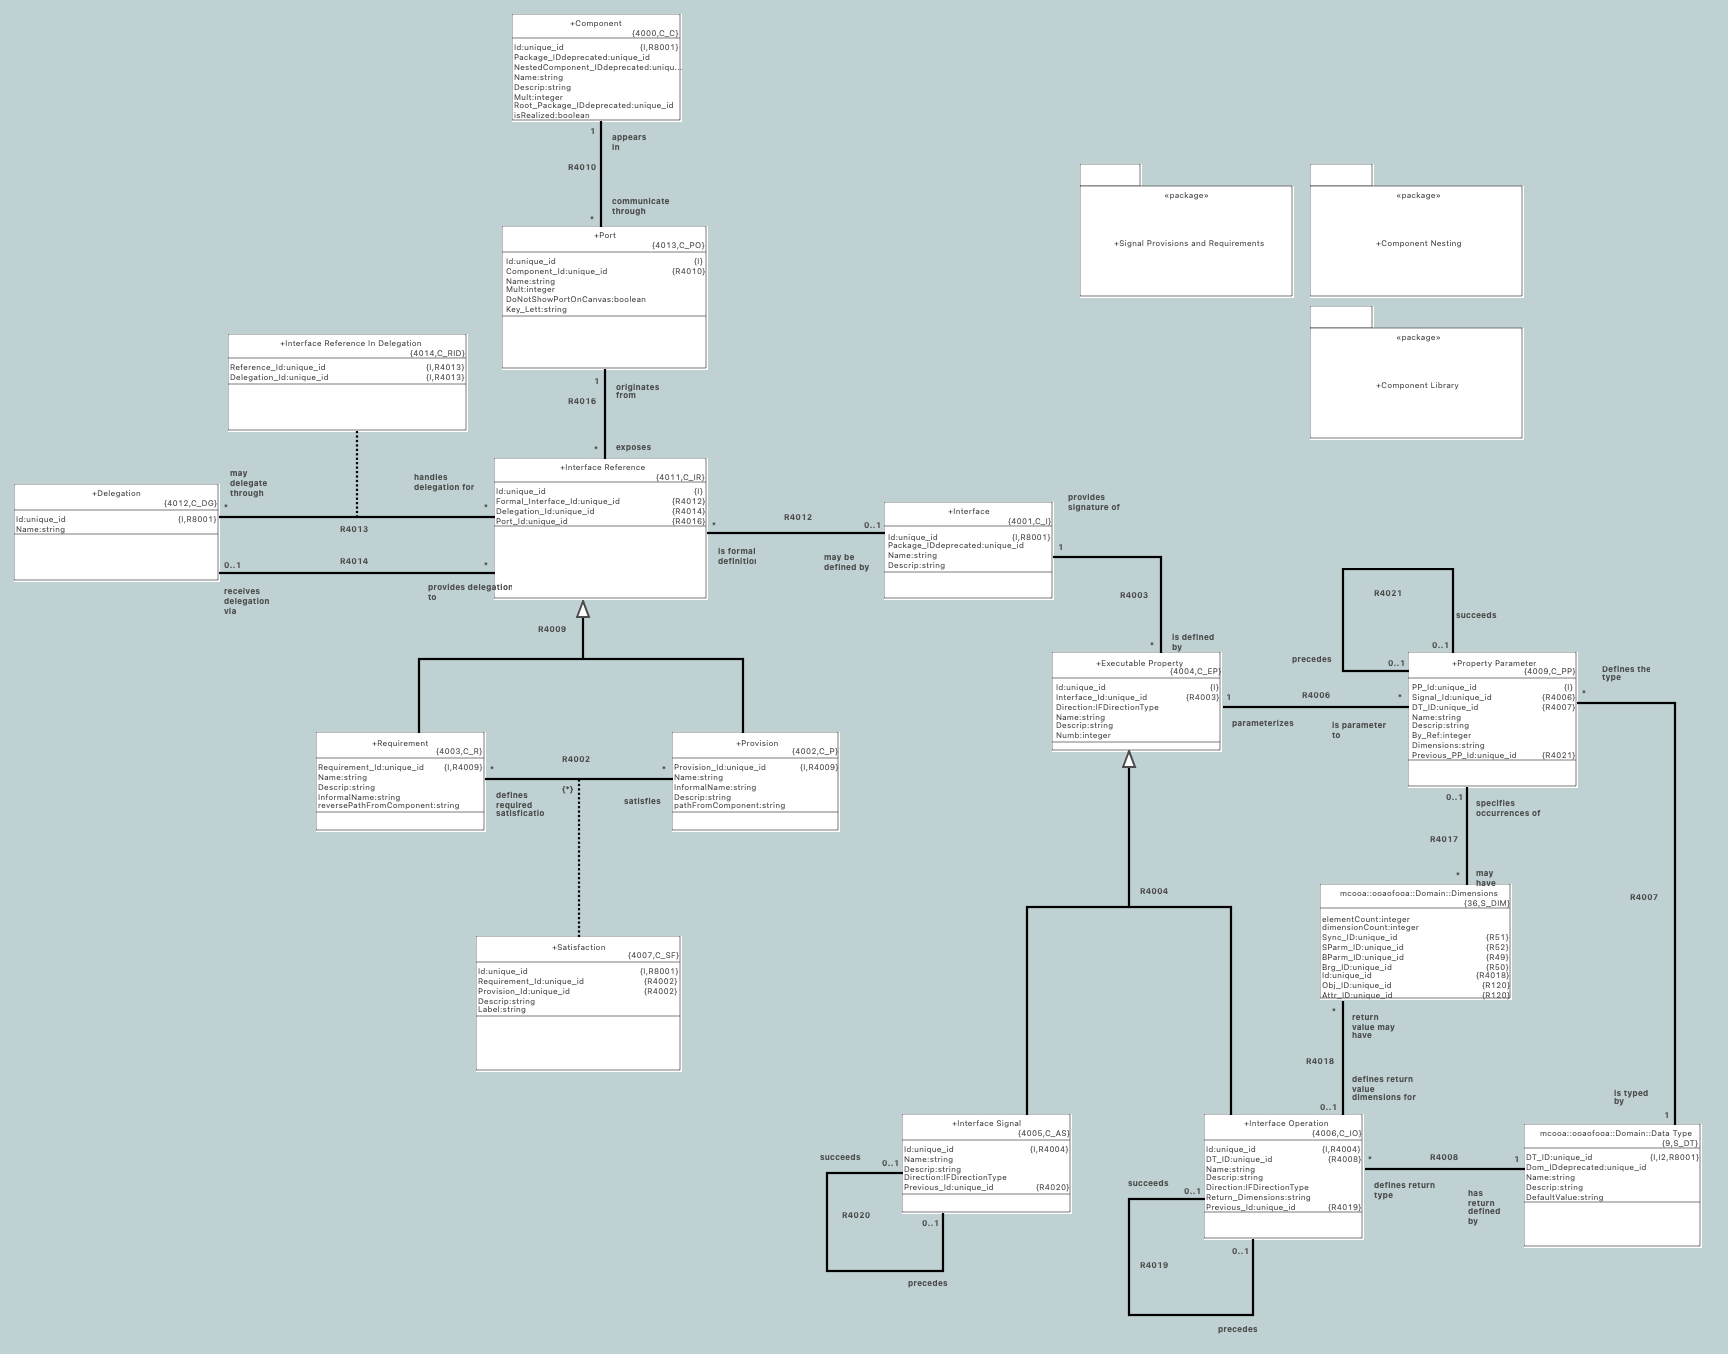 +Component
{4000,C_C}
Id:unique_id {I,R8001}
Package_IDdeprecated:unique_id
NestedComponent_IDdeprecated:uniqu...
Name:string
Descrip:string
Mult:integer
Root_Package_IDdeprecated:unique_id
isRealized:boolean
1
appears
in
R4010
communicate
through
*
+Port
{4013,C_PO}
Id:unique_id {I}
Component_Id:unique_id {R4010}
Name:string
Mult:integer
DoNotShowPortOnCanvas:boolean
Key_Lett:string
«package»
+Signal Provisions and Requirements
«package»
+Component Nesting
«package»
+Component Library
+Interface Reference In Delegation
{4014,C_RID}
Reference_Id:unique_id {I,R4013}
Delegation_Id:unique_id {I,R4013}
1
originates
from
R4016
*
exposes
+Delegation
{4012,C_DG}
Id:unique_id {I,R8001}
Name:string
may
delegate
through
*
handles
delegation for
*
R4013
R4014
0..1
*
receives
delegation
via
provides delegation
to
+Interface Reference
{4011,C_IR}
Id:unique_id {I}
Formal_Interface_Id:unique_id {R4012}
Delegation_Id:unique_id {R4014}
Port_Id:unique_id {R4016}
*
R4012
0..1
is formal
definition
may be
defined by
+Interface
{4001,C_I}
Id:unique_id {I,R8001}
Package_IDdeprecated:unique_id
Name:string
Descrip:string
provides
signature of
1
R4003
is defined
by
*
R4009
+Executable Property
{4004,C_EP}
Id:unique_id {I}
Interface_Id:unique_id {R4003}
Direction:IFDirectionType
Name:string
Descrip:string
Numb:integer
R4021
succeeds
0..1
precedes
0..1
1
R4006
*
parameterizes
is parameter
to
+Property Parameter
{4009,C_PP}
PP_Id:unique_id {I}
Signal_Id:unique_id {R4006}
DT_ID:unique_id {R4007}
Name:string
Descrip:string
By_Ref:integer
Dimensions:string
Previous_PP_Id:unique_id {R4021}
Defines the
type
*
+Requirement
{4003,C_R}
Requirement_Id:unique_id {I,R4009}
Name:string
Descrip:string
InformalName:string
reversePathFromComponent:string
R4002
*
*
{*}
defines
required
satisficatio
satisfies
+Provision
{4002,C_P}
Provision_Id:unique_id {I,R4009}
Name:string
InformalName:string
Descrip:string
pathFromComponent:string
0..1
specifies
occurrences of
R4017
*
may
have
R4004
R4007
mcooa::ooaofooa::Domain::Dimensions
{36,S_DIM}
elementCount:integer
dimensionCount:integer
Sync_ID:unique_id {R51}
SParm_ID:unique_id {R52}
BParm_ID:unique_id {R49}
Brg_ID:unique_id {R50}
Id:unique_id {R4018}
Obj_ID:unique_id {R120}
Attr_ID:unique_id {R120}
+Satisfaction
{4007,C_SF}
Id:unique_id {I,R8001}
Requirement_Id:unique_id {R4002}
Provision_Id:unique_id {R4002}
Descrip:string
Label:string
*
return
value may
have
R4018
defines return
value
dimensions for
0..1
is typed
by
1
+Interface Signal
{4005,C_AS}
Id:unique_id {I,R4004}
Name:string
Descrip:string
Direction:IFDirectionType
Previous_Id:unique_id {R4020}
succeeds
0..1
R4020
0..1
precedes
+Interface Operation
{4006,C_IO}
Id:unique_id {I,R4004}
DT_ID:unique_id {R4008}
Name:string
Descrip:string
Direction:IFDirectionType
Return_Dimensions:string
Previous_Id:unique_id {R4019}
succeeds
0..1
0..1
R4019
precedes
*
R4008
1
defines return
type
has
return
defined
by
mcooa::ooaofooa::Domain::Data Type
{9,S_DT}
DT_ID:unique_id {I,I2,R8001}
Dom_IDdeprecated:unique_id
Name:string
Descrip:string
DefaultValue:string